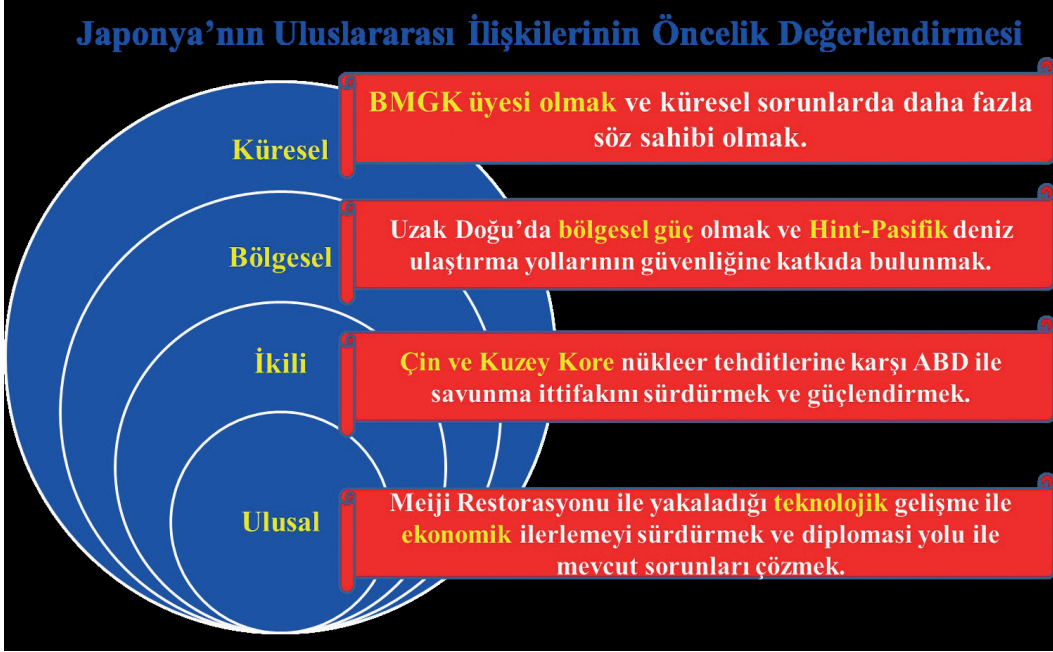 Japonya’nın Uluslararası İlişkilerinin Öncelik Değerlendirmesi
Küresel
BMGK üyesi olmak ve küresel sorunlarda daha fazla
söz sahibi olmak.
Bölgesel
Uzak Doğu’da bölgesel güç olmak ve Hint-Pasifik deniz
ulaştırma yollarının güvenliğine katkıda bulunmak.
İkili
Çin ve Kuzey Kore nükleer tehditlerine karşı ABD ile
savunma ittifakını sürdürmek ve güçlendirmek.
Ulusal
Meiji Restorasyonu ile yakaladığı teknolojik gelişme ile
ekonomik ilerlemeyi sürdürmek ve diplomasi yolu ile
mevcut sorunları çözmek.